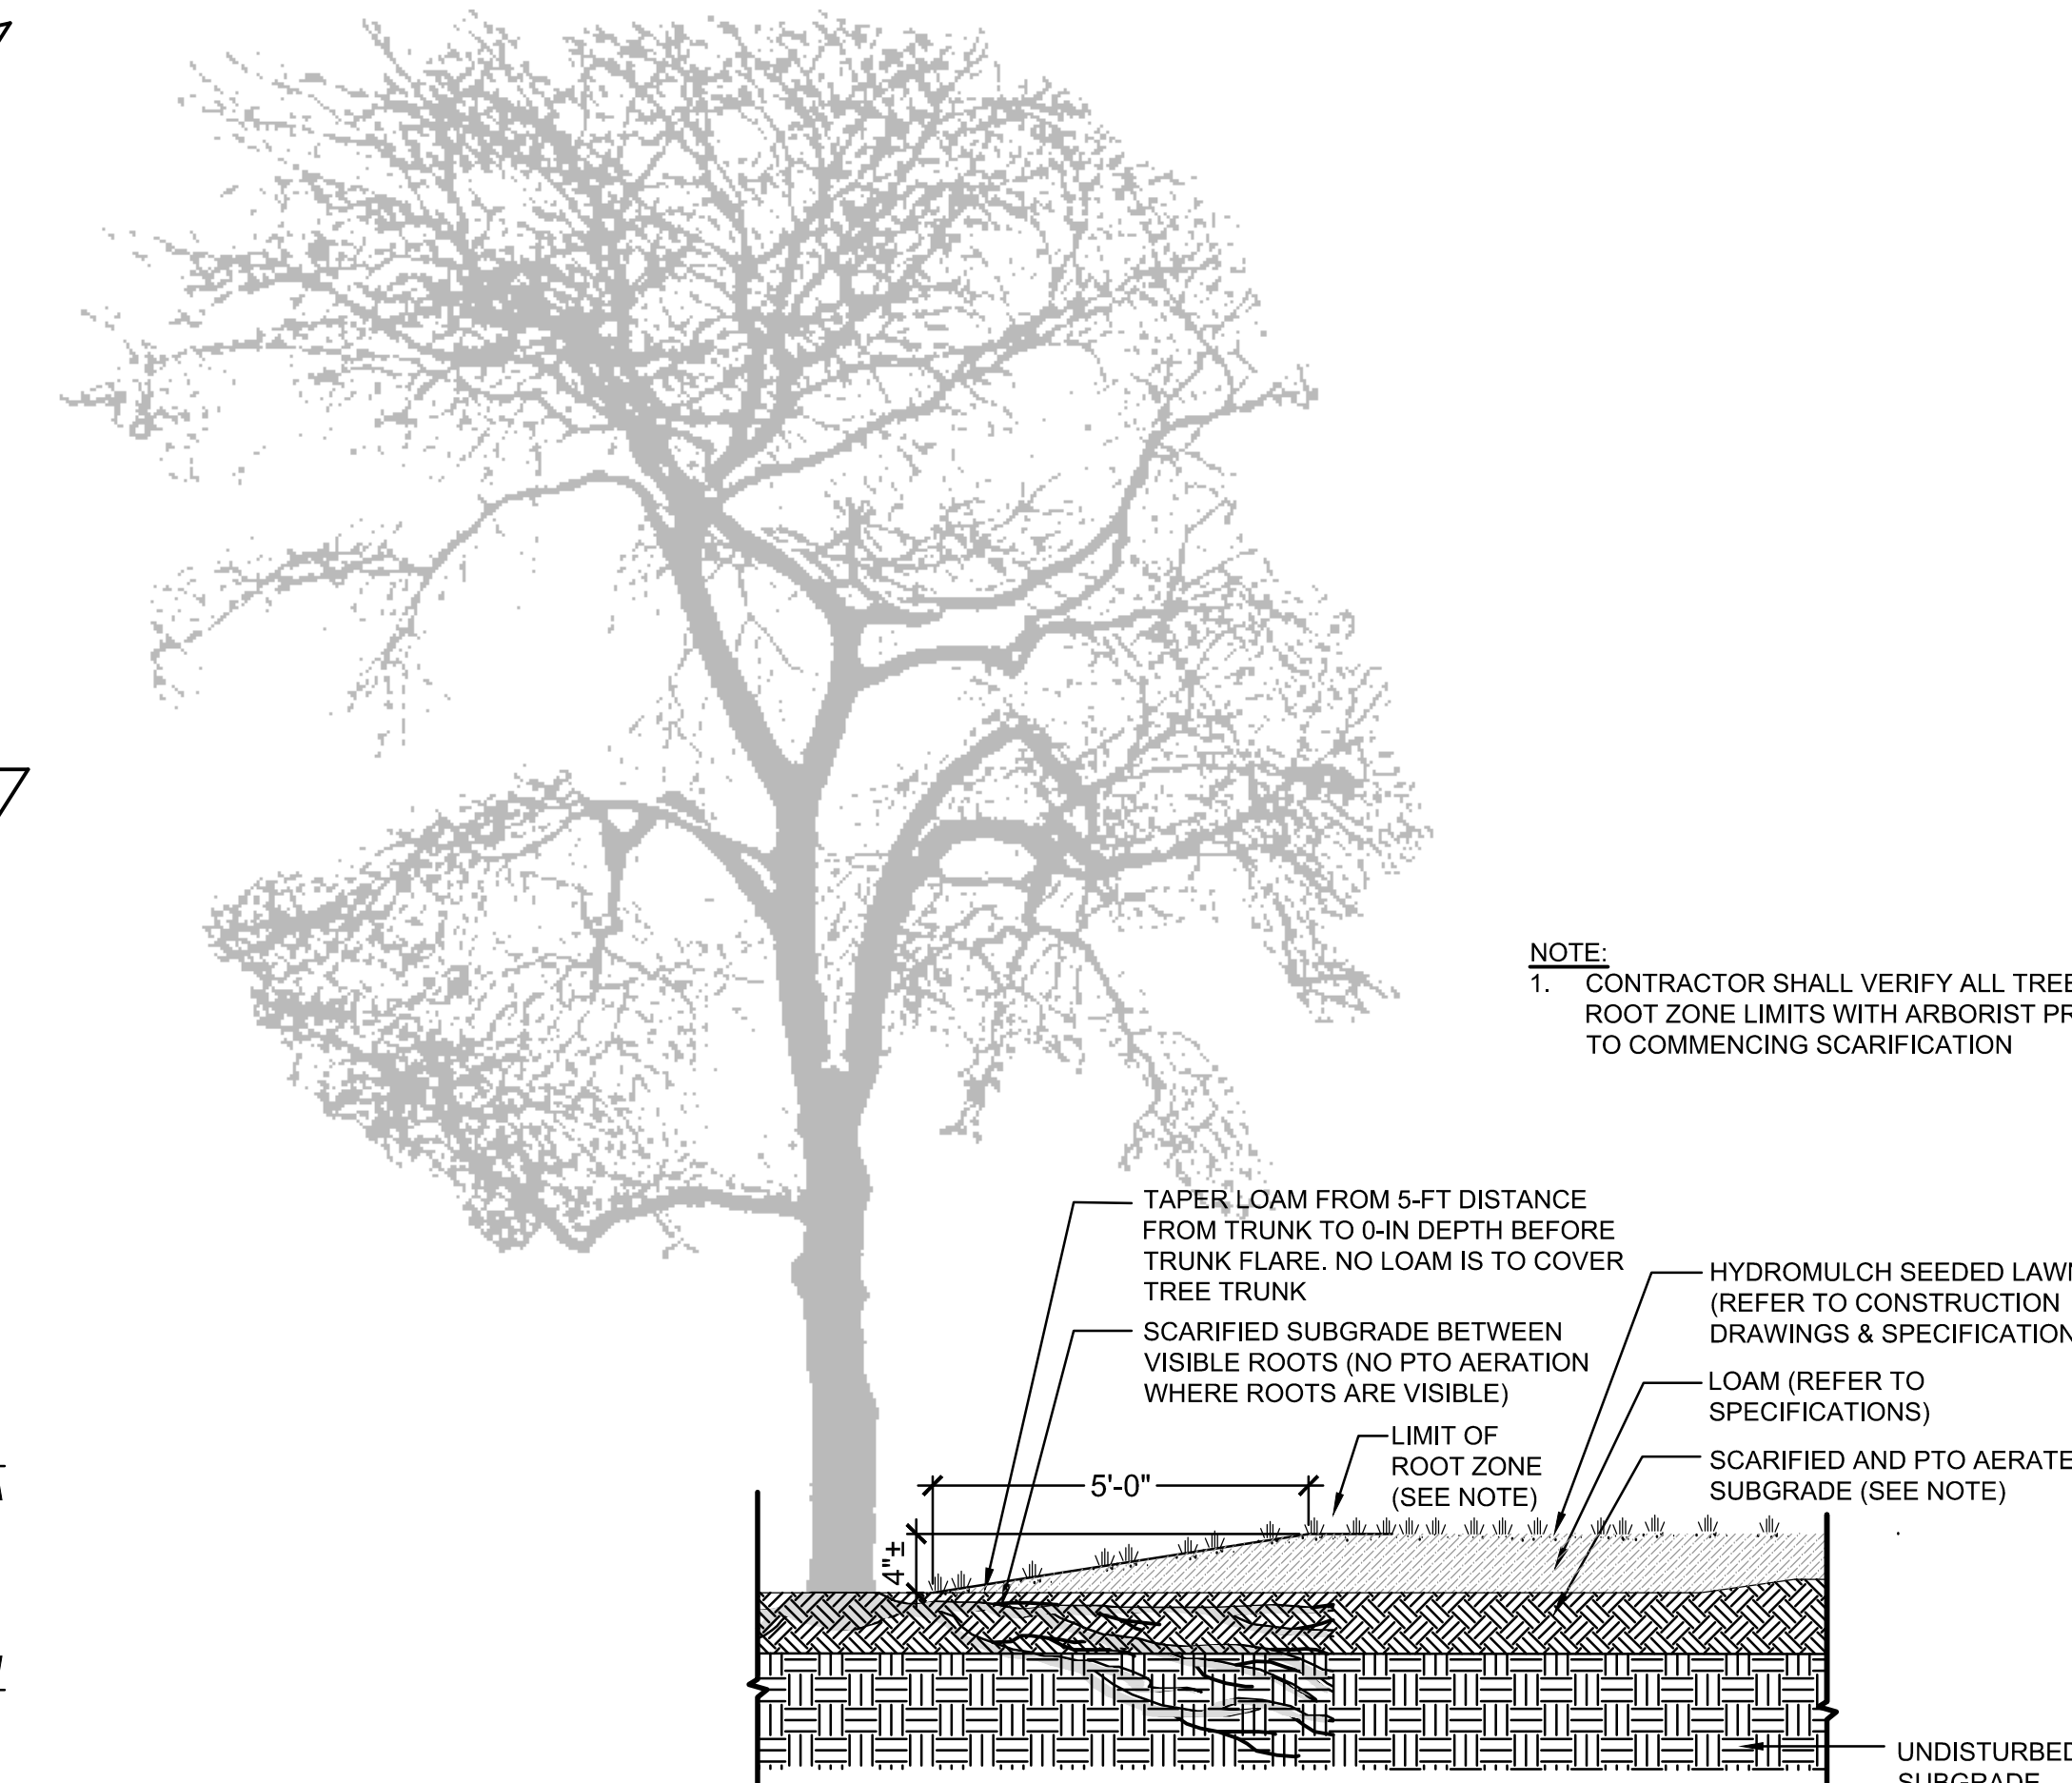 NOTE:
1. CONTRACTOR SHALL VERIFY ALL TREE
ROOT ZONE LIMITS WITH ARBORIST PR
TO COMMENCING SCARIFICATION
TAPER LOAM FROM 5-FT DISTANCE
FROM TRUNK TO 0-IN DEPTH BEFORE
TRUNK FLARE. NO LOAM IS TO COVER
TREE TRUNK
SCARIFIED SUBGRADE BETWEEN
VISIBLE ROOTS (NO PTO AERATION
WHERE ROOTS ARE VISIBLE)
LIMIT OF
ROOT ZONE
(SEE NOTE)
HYDROMULCH SEEDED LAWN
(REFER TO CONSTRUCTION
DRAWINGS & SPECIFICATION
LOAM (REFER TO
SPECIFICATIONS)
SCARIFIED AND PTO AERATE
SUBGRADE (SEE NOTE)
5'-0"
4"±
UNDISTURBED
SUBGRADE